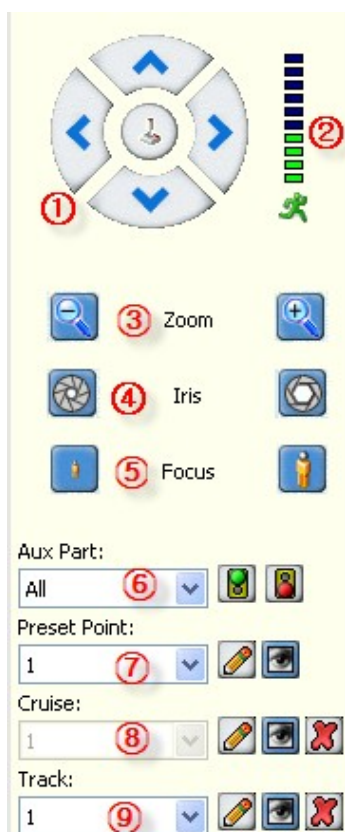 ②
①
③ Zoom
④ Iris
⑤ Focus
Aux Part:
All ⑥
Preset Point:
1 ⑦
Cruise:
1 ⑧
Track:
1 ⑨